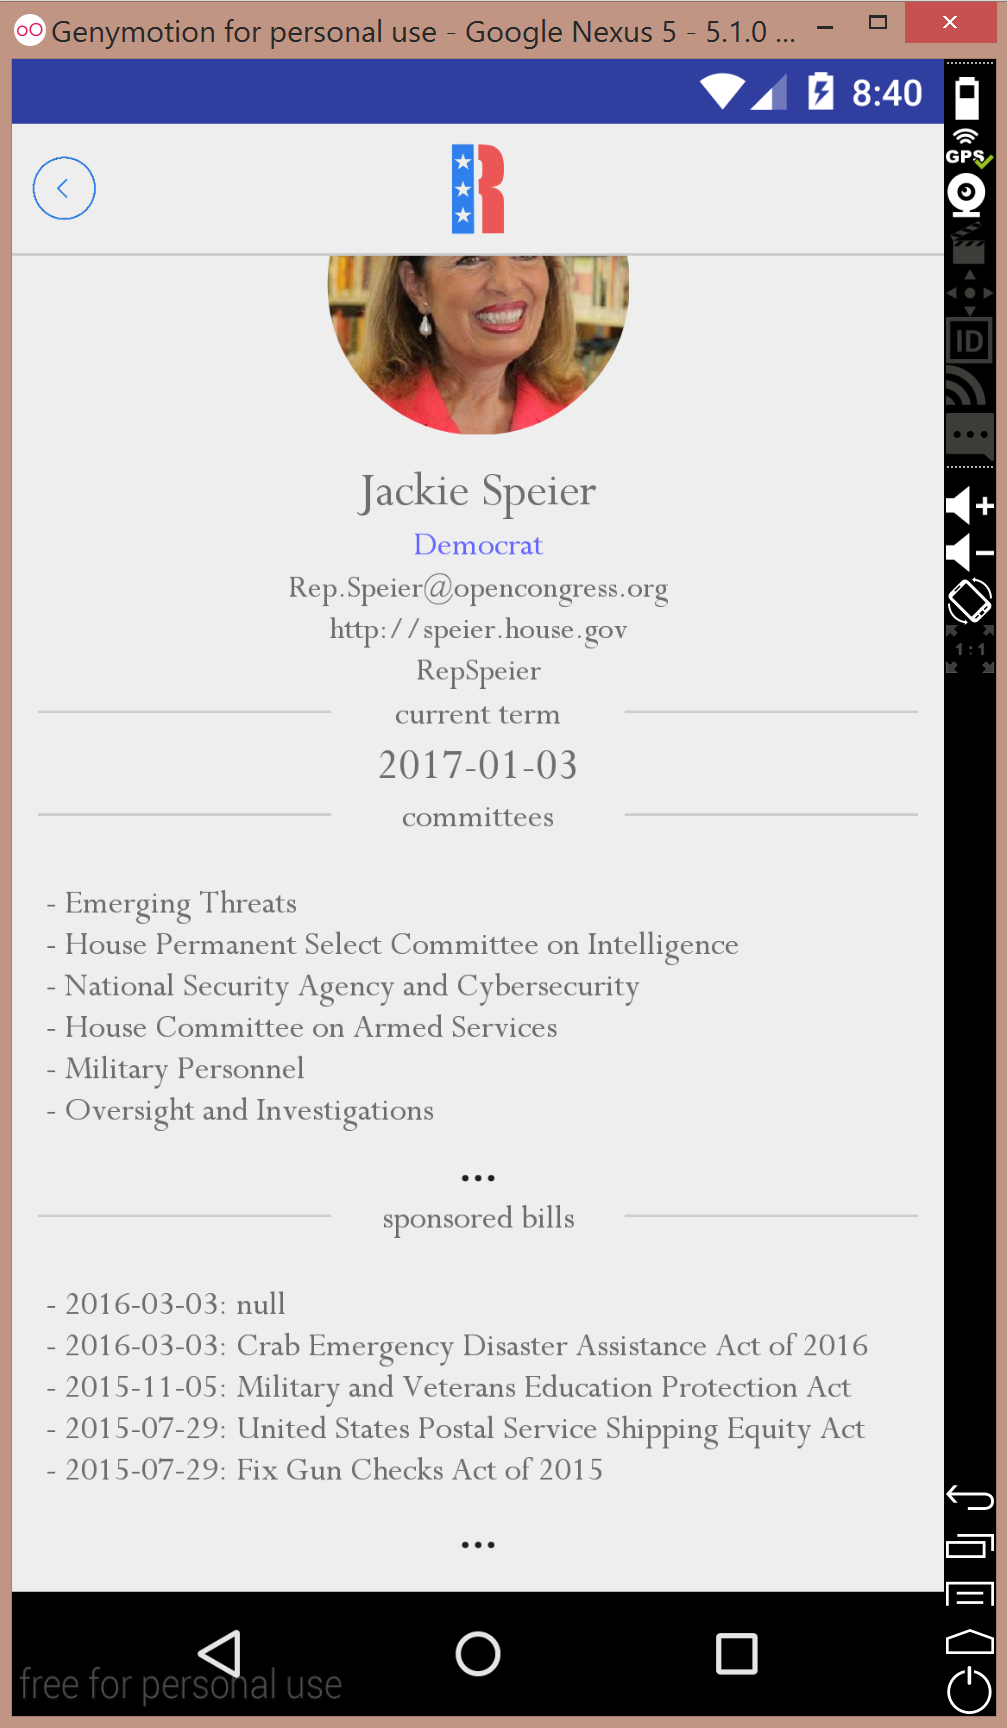 Genymotion for personal use - Google Nexus 5 - 5.1.0 ...
8:40
GPS
R
ID
Jackie Speier
Democrat
Rep.Speier@opencongress.org
http://speier.house.gov
RepSpeier
1:1
current term
2017-01-03
committees
- Emerging Threats
- House Permanent Select Committee on Intelligence
- National Security Agency and Cybersecurity
- House Committee on Armed Services
- Military Personnel
- Oversight and Investigations
...
sponsored bills
- 2016-03-03: null
- 2016-03-03: Crab Emergency Disaster Assistance Act of 2016
- 2015-11-05: Military and Veterans Education Protection Act
- 2015-07-29: United States Postal Service Shipping Equity Act
- 2015-07-29: Fix Gun Checks Act of 2015
...
free for personal use